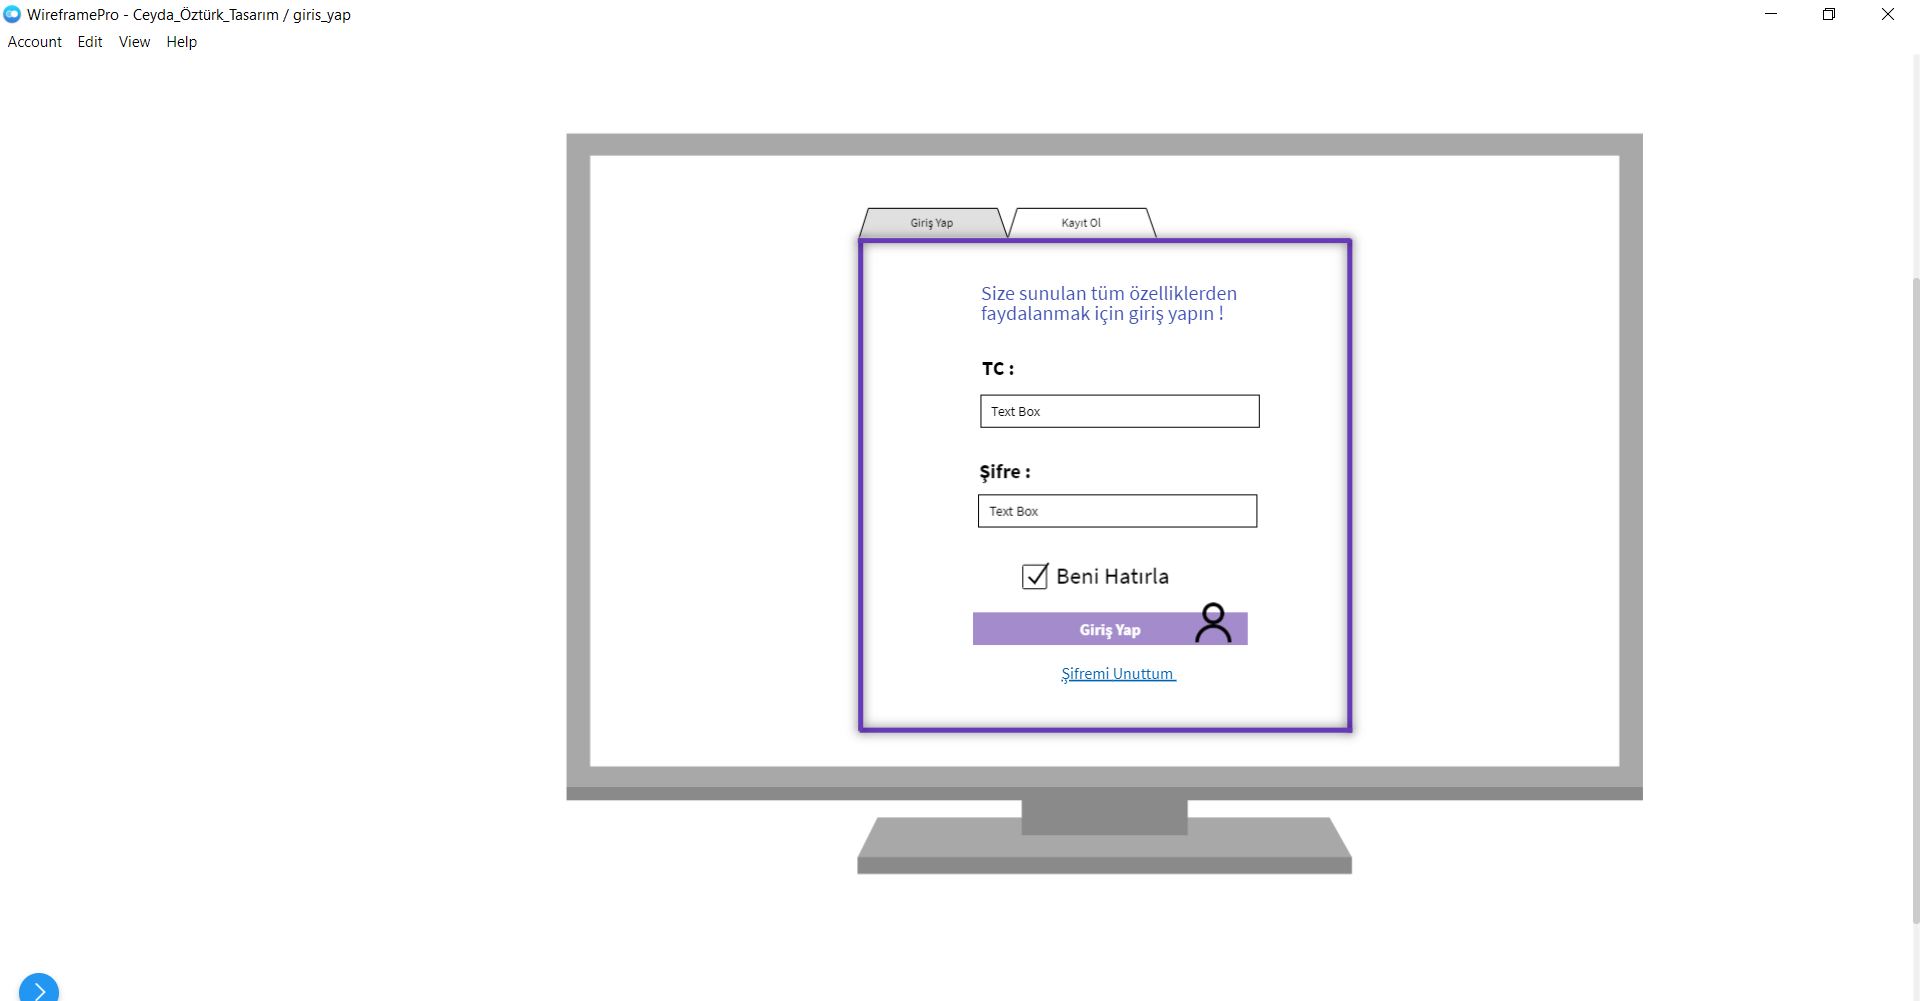 WireframePro - Ceyda_Öztürk_Tasarım / giris_yap
Account Edit View Help
Giriş Yap Kayıt Ol
Size sunulan tüm özelliklerden
faydalanmak için giriş yapın !
TC :
Text Box
Şifre :
Text Box
Beni Hatırla
Giriş Yap
Şifremi Unuttum